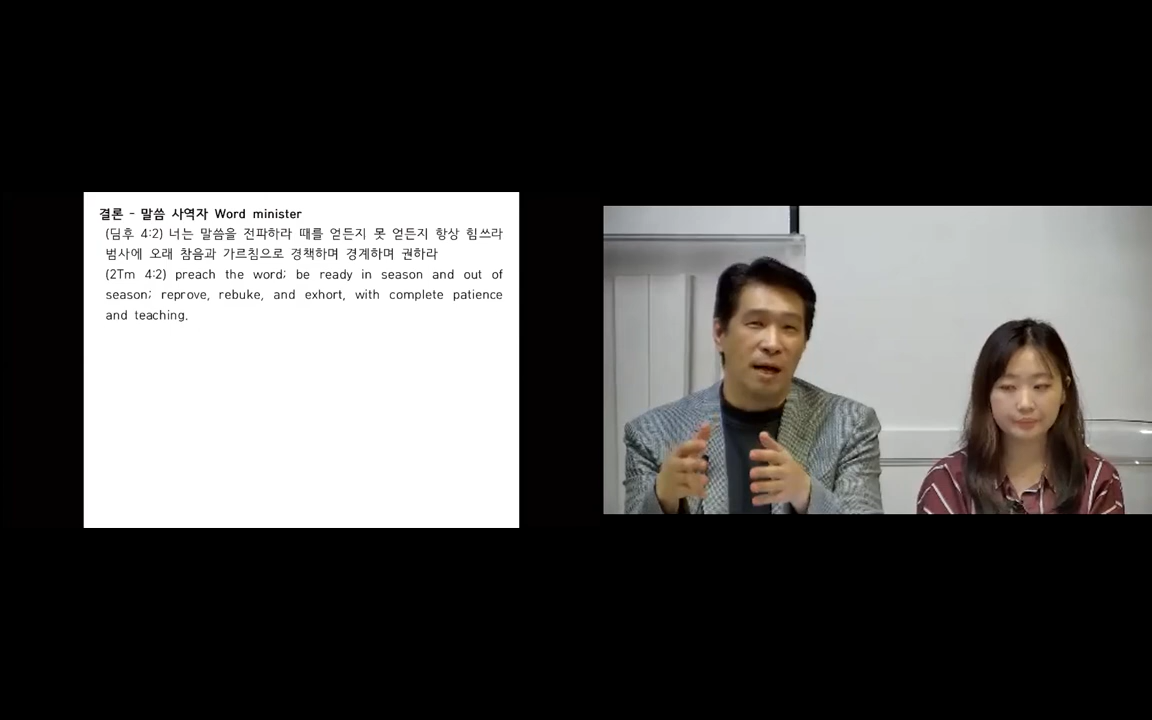 결론 - 말씀 사역자 Word minister
(딤후 4:2) 너는 말씀을 전파하라 때를 얻든지 못 얻든지 항상 힘쓰라
범사에 오래 참음과 가르침으로 경책하며 경계하며 권하라
(2Tm 4:2) preach the word; be ready in season and out of
season; reprove, rebuke, and exhort, with complete patience
and teaching.